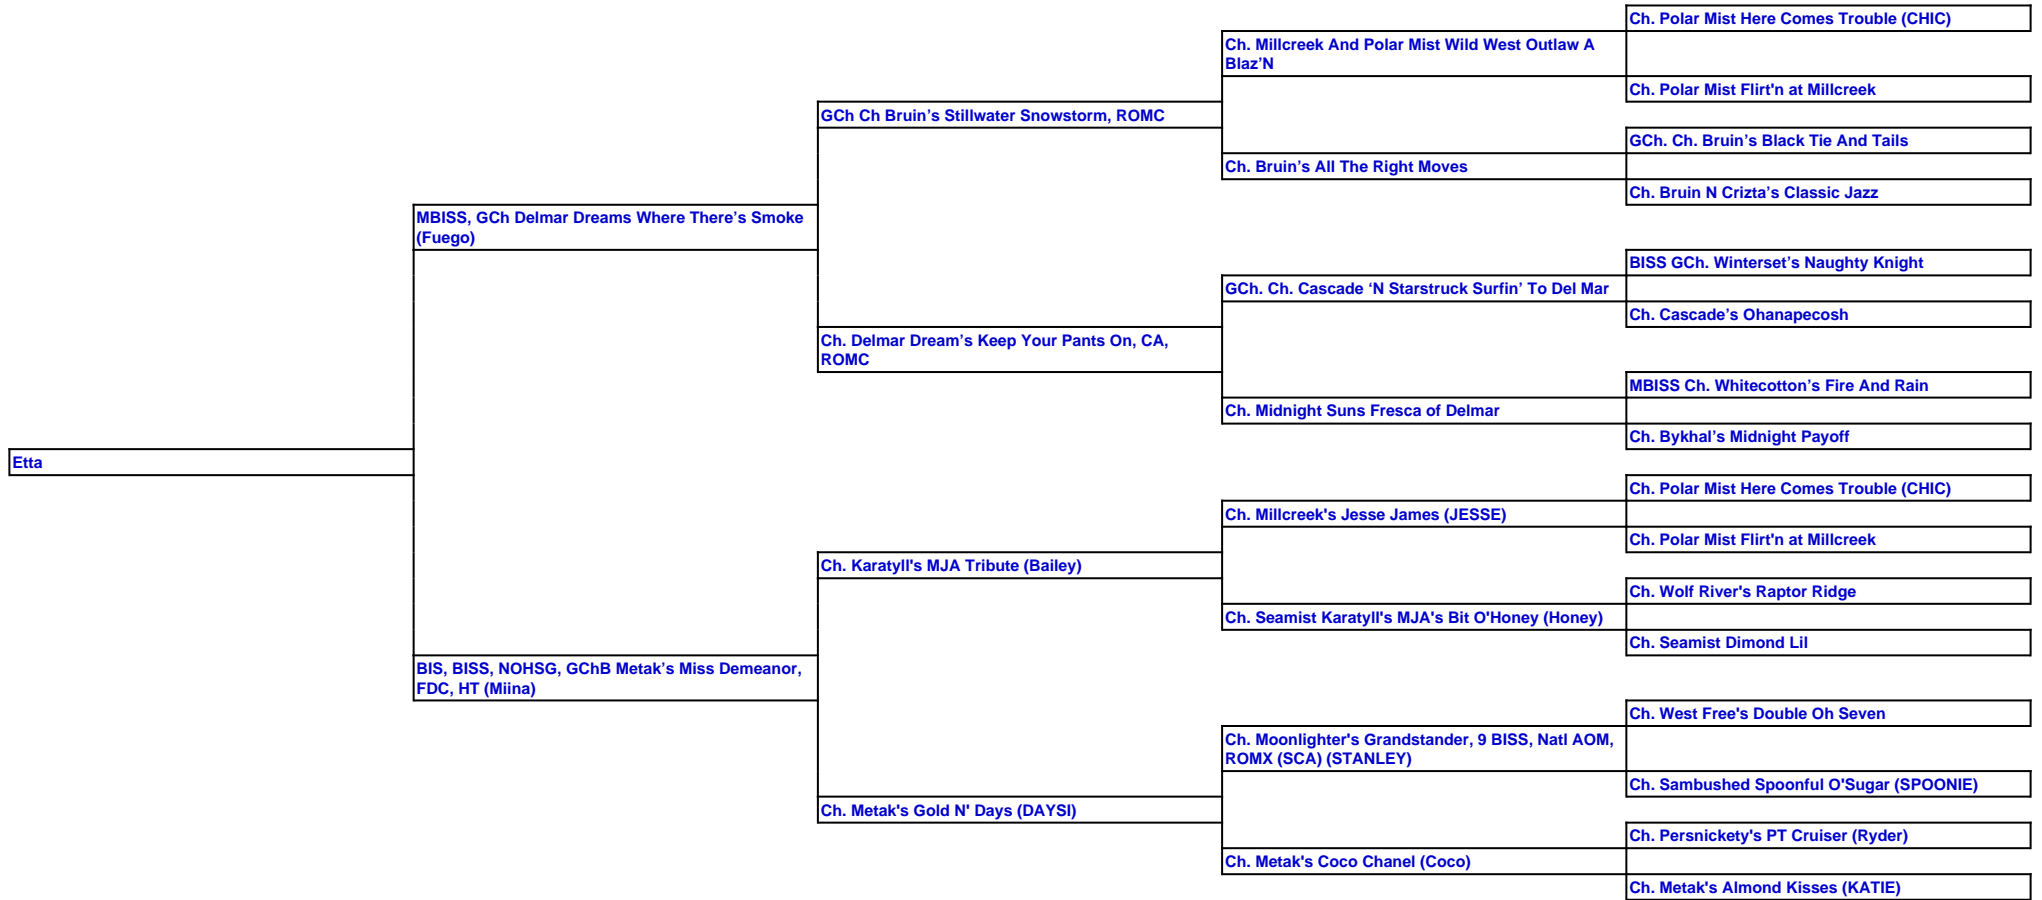 Ch. Polar Mist Here Comes Trouble (CHIC)
Ch. Millcreek And Polar Mist Wild West Outlaw A
Blaz’N
Ch. Polar Mist Flirt'n at Millcreek
GCh Ch Bruin’s Stillwater Snowstorm, ROMC
GCh. Ch. Bruin’s Black Tie And Tails
Ch. Bruin’s All The Right Moves
Ch. Bruin N Crizta’s Classic Jazz
MBISS, GCh Delmar Dreams Where There’s Smoke
(Fuego)
BISS GCh. Winterset’s Naughty Knight
GCh. Ch. Cascade ‘N Starstruck Surfin’ To Del Mar
Ch. Cascade’s Ohanapecosh
Ch. Delmar Dream’s Keep Your Pants On, CA,
ROMC
MBISS Ch. Whitecotton’s Fire And Rain
Ch. Midnight Suns Fresca of Delmar
Ch. Bykhal’s Midnight Payoff
Etta
Ch. Polar Mist Here Comes Trouble (CHIC)
Ch. Millcreek's Jesse James (JESSE)
Ch. Polar Mist Flirt'n at Millcreek
Ch. Karatyll's MJA Tribute (Bailey)
Ch. Wolf River's Raptor Ridge
Ch. Seamist Karatyll's MJA's Bit O'Honey (Honey)
Ch. Seamist Dimond Lil
BIS, BISS, NOHSG, GChB Metak’s Miss Demeanor,
FDC, HT (Miina)
Ch. West Free's Double Oh Seven
Ch. Moonlighter's Grandstander, 9 BISS, Natl AOM,
ROMX (SCA) (STANLEY)
Ch. Sambushed Spoonful O'Sugar (SPOONIE)
Ch. Metak's Gold N' Days (DAYSI)
Ch. Persnickety's PT Cruiser (Ryder)
Ch. Metak's Coco Chanel (Coco)
Ch. Metak's Almond Kisses (KATIE)